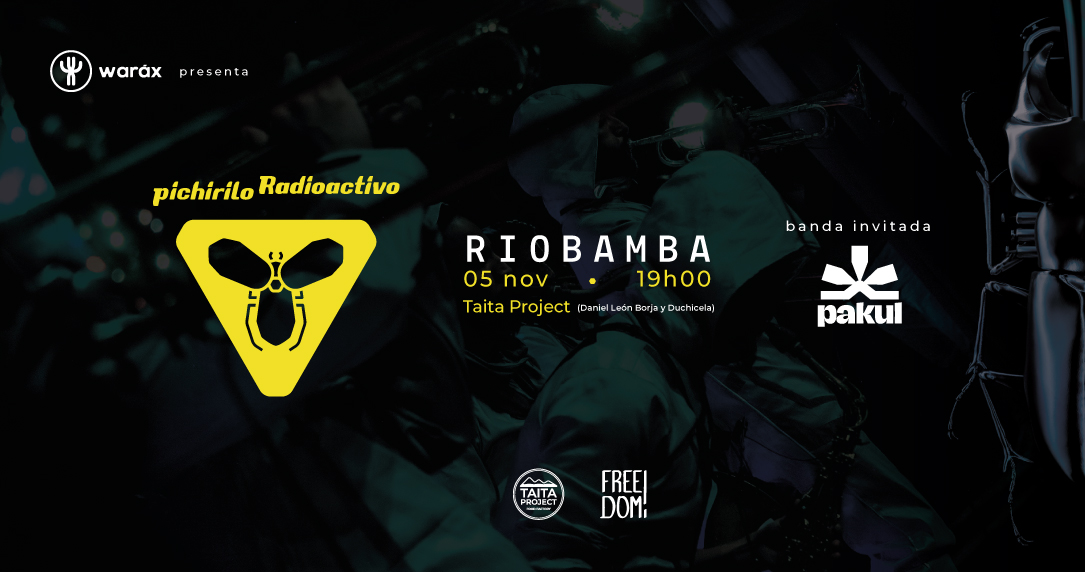 waráx presenta
pichirilo Radioactivo
RIOBAMBA
05 nov • 19h00
Taita Project (Daniel León Borja y Duchicela)
banda invitada
pakul
TAITA
PROJECT
FREE
DOM!